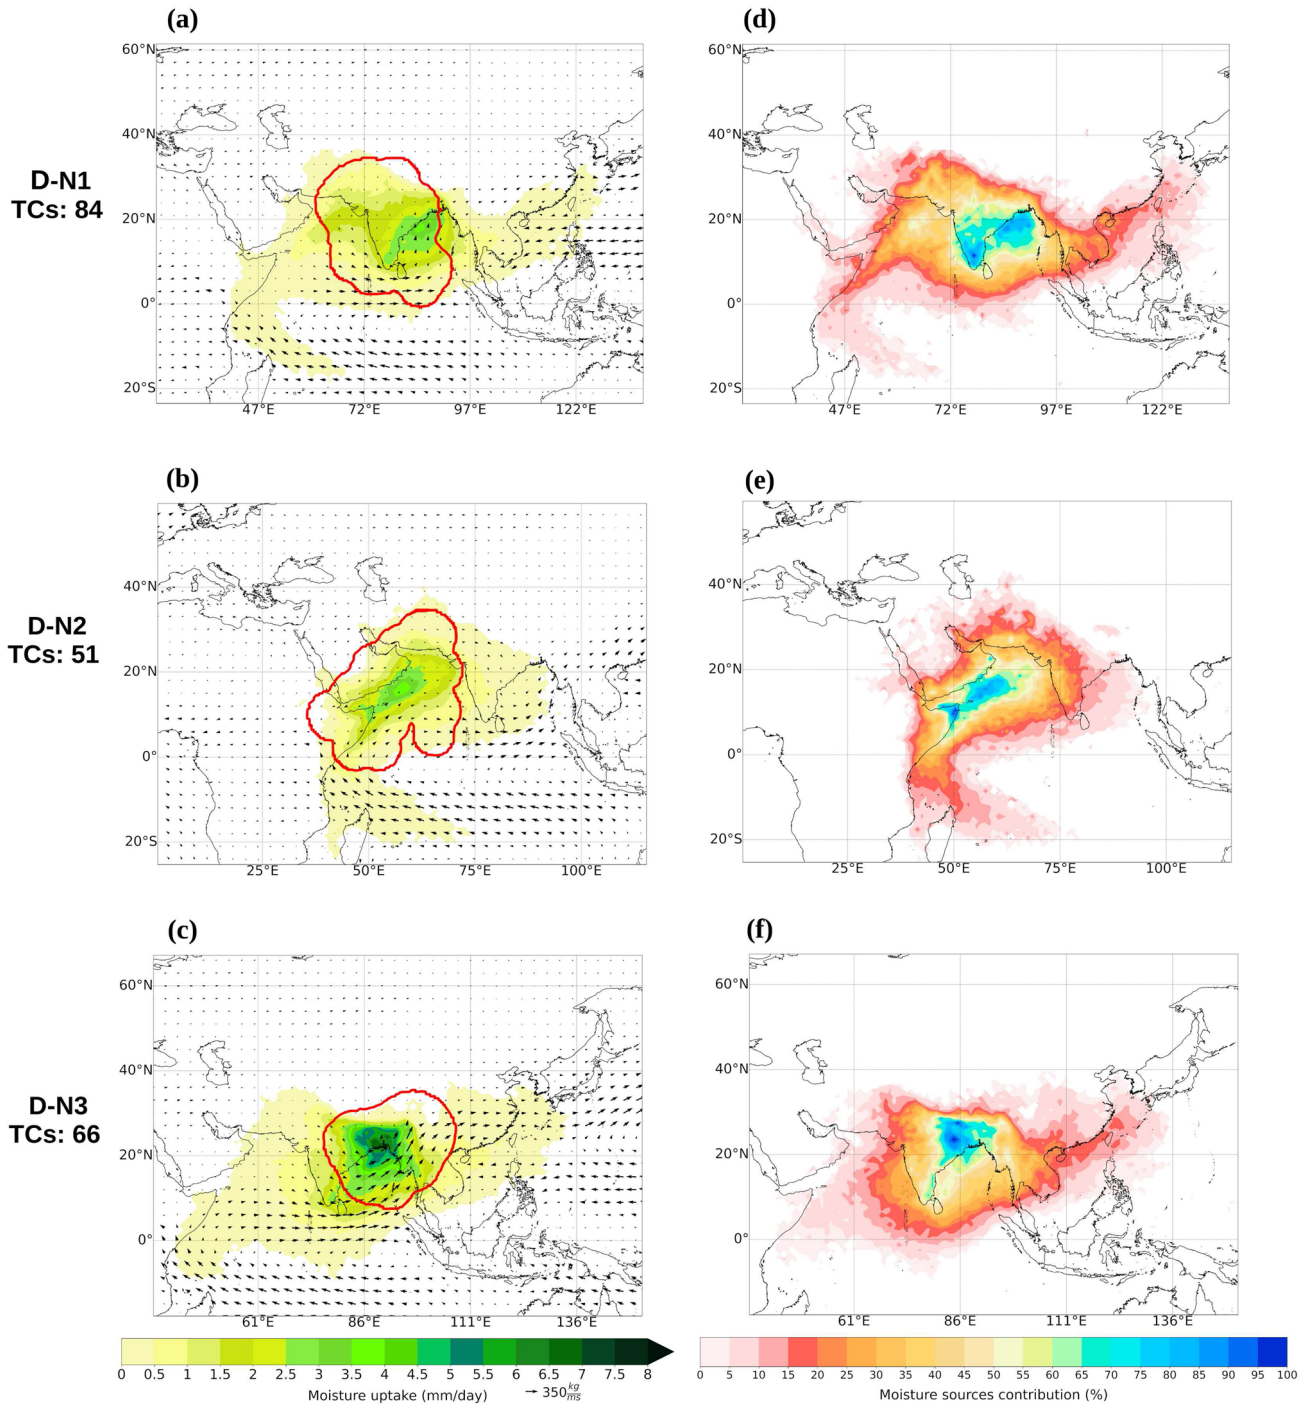 (a)
(d)
60°N
40°N
20°N
0°
20°S
47°E 72°E 97°E 122°E
60°N
40°N
20°N
0°
20°S
47°E 72°E 97°E 122°E
D-N1
TCs: 84
(b)
(e)
40°N
20°N
0°
20°S
25°E 50°E 75°E 100°E
40°N
20°N
0°
20°S
25°E 50°E 75°E 100°E
D-N2
TCs: 51
(c)
(f)
60°N
40°N
20°N
0°
61°E 86°E 111°E 136°E
60°N
40°N
20°N
0°
61°E 86°E 111°E 136°E
D-N3
TCs: 66
0 0.5 1 1.5 2 2.5 3 3.5 4 4.5 5 5.5 6 6.5 7 7.5 8
Moisture uptake (mm/day) → 350 kg/ms
0 5 10 15 20 25 30 35 40 45 50 55 60 65 70 75 80 85 90 95 100
Moisture sources contribution (%)